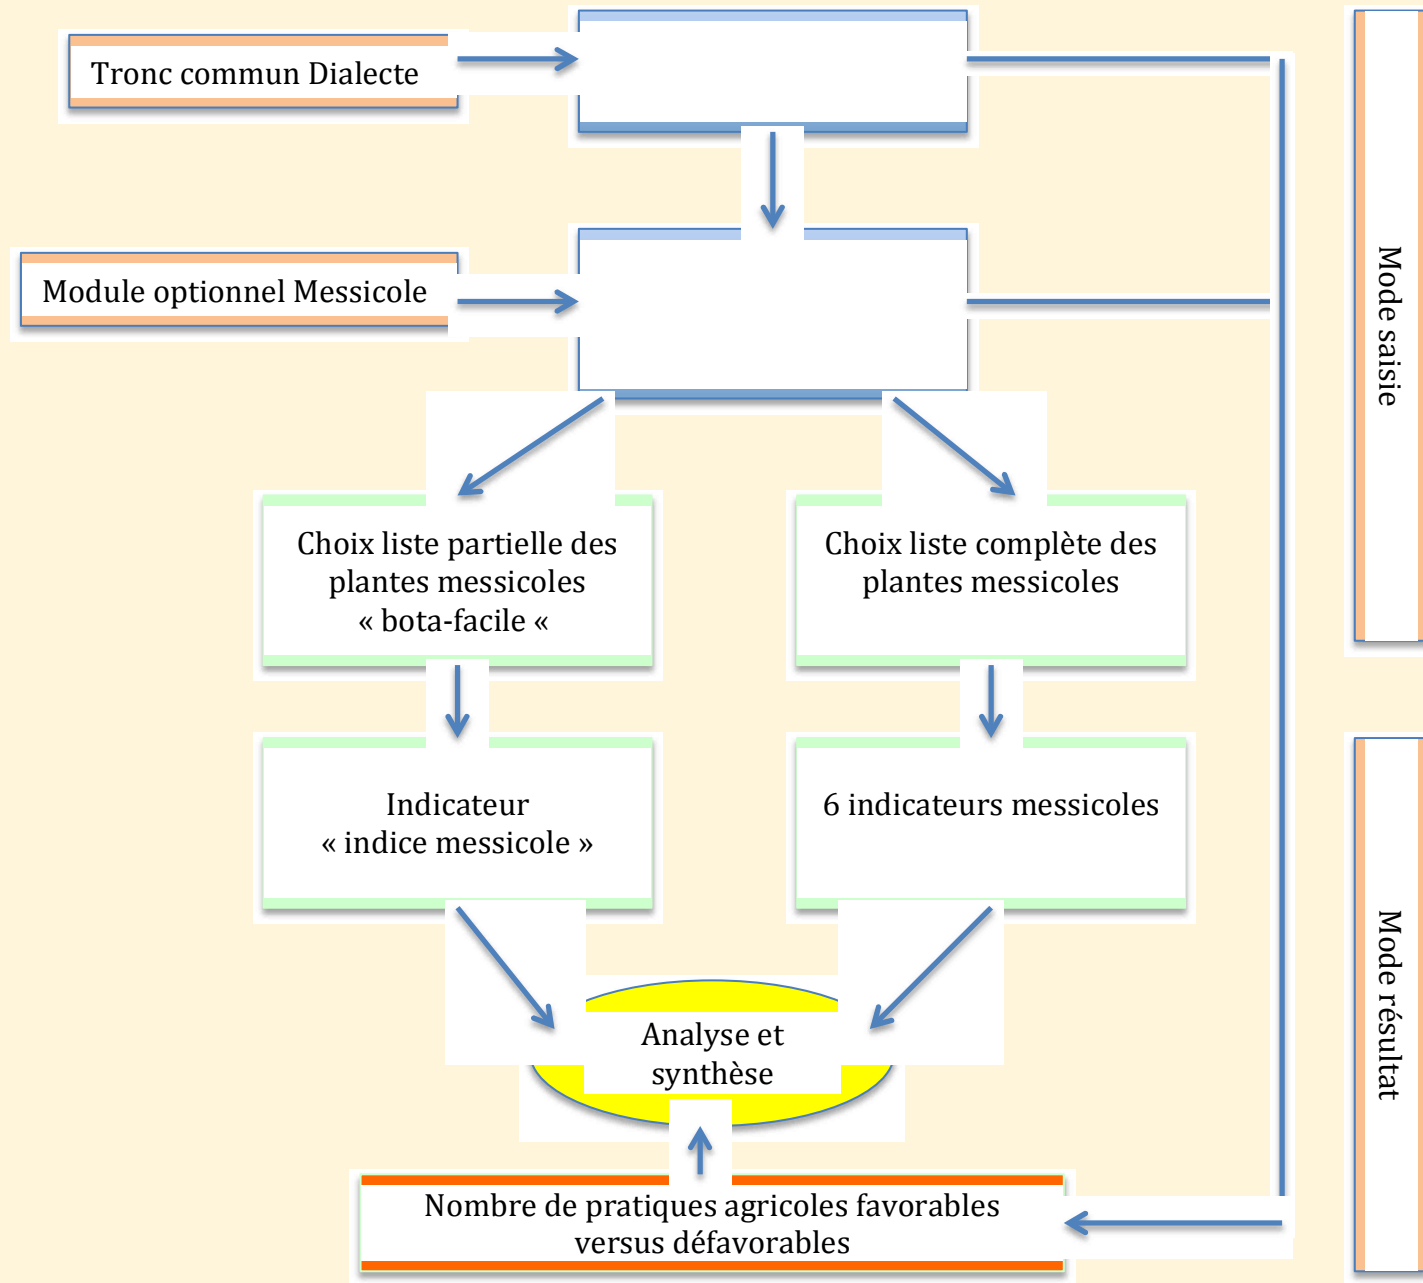 Tronc commun Dialecte
Module optionnel Messicole
Mode saisie
Choix liste partielle des
plantes messicoles
« bota-facile «
Choix liste complète des
plantes messicoles
Indicateur
« indice messicole »
6 indicateurs messicoles
Mode résultat
Analyse et
synthèse
Nombre de pratiques agricoles favorables
versus défavorables